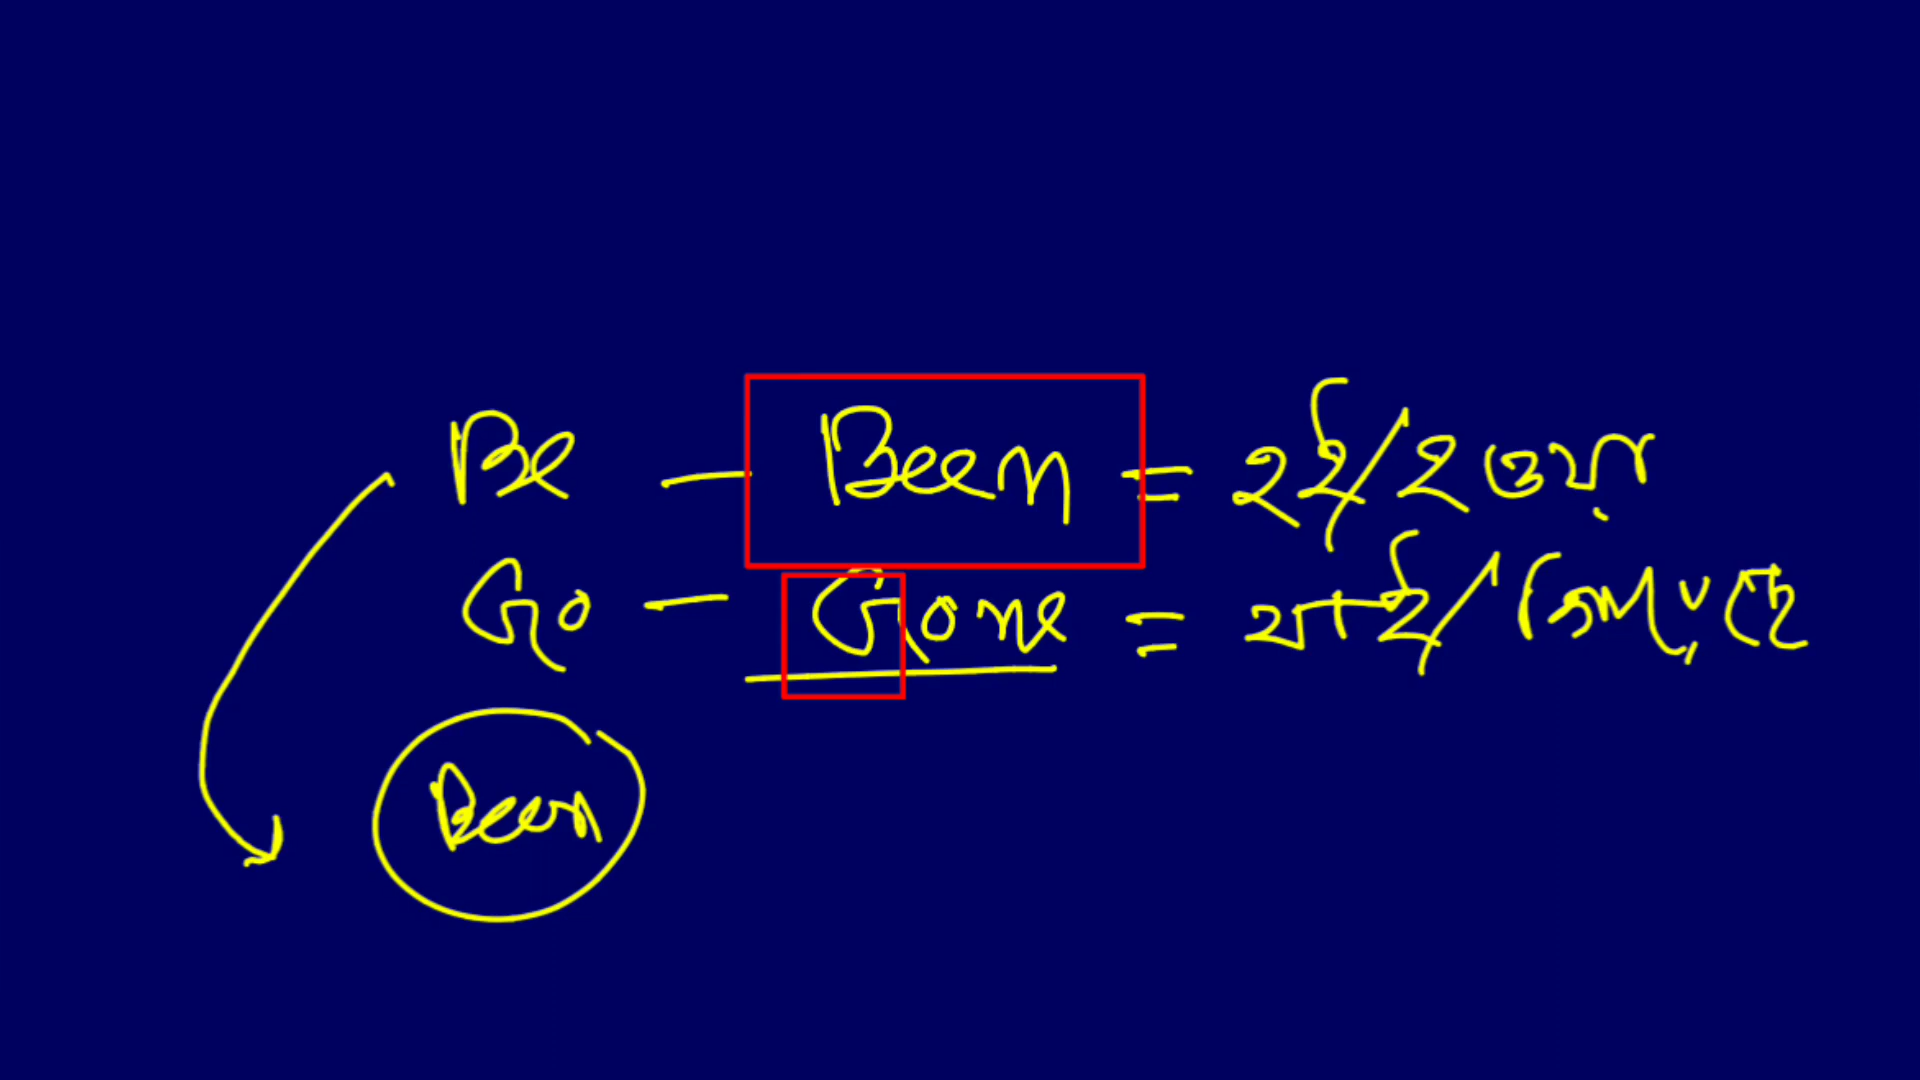 Be — Been = হই/হওয়া
Go — Gone = যাই/
Been